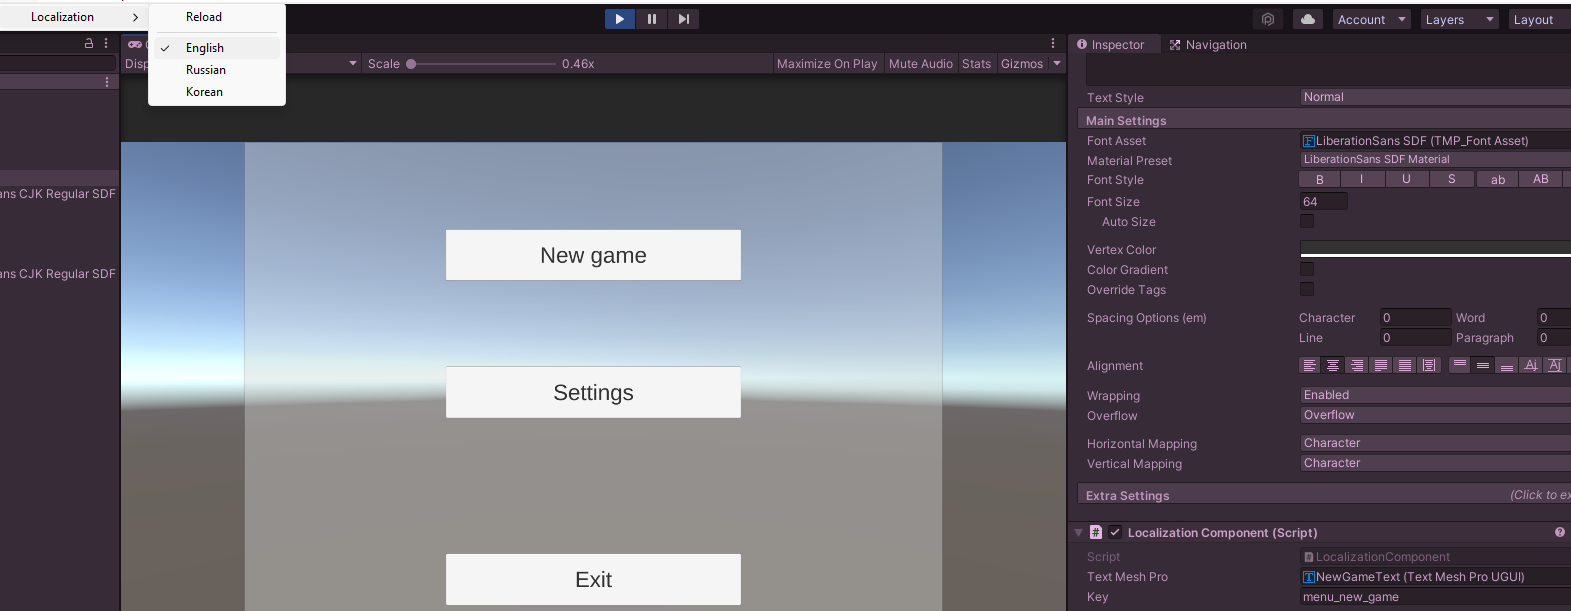 Localization
Reload
English
Russian
Korean
Account
Layers
Layout
Inspector
Navigation
Scale 0.46x
Maximize On Play Mute Audio Stats Gizmos
ans CJK Regular SDF
ans CJK Regular SDF
New game
Settings
Exit
Text Style Normal
Main Settings
Font Asset LiberationSans SDF (TMP_Font Asset)
Material Preset LiberationSans SDF Material
Font Style B I U S ab AB
Font Size 64
Auto Size
Vertex Color
Color Gradient
Override Tags
Spacing Options (em) Character 0 Word 0
Line 0 Paragraph 0
Alignment
Wrapping Enabled
Overflow Overflow
Horizontal Mapping Character
Vertical Mapping Character
Extra Settings (Click to ex
# Localization Component (Script)
Script LocalizationComponent
Text Mesh Pro NewGameText (Text Mesh Pro UGUI)
Key menu_new_game